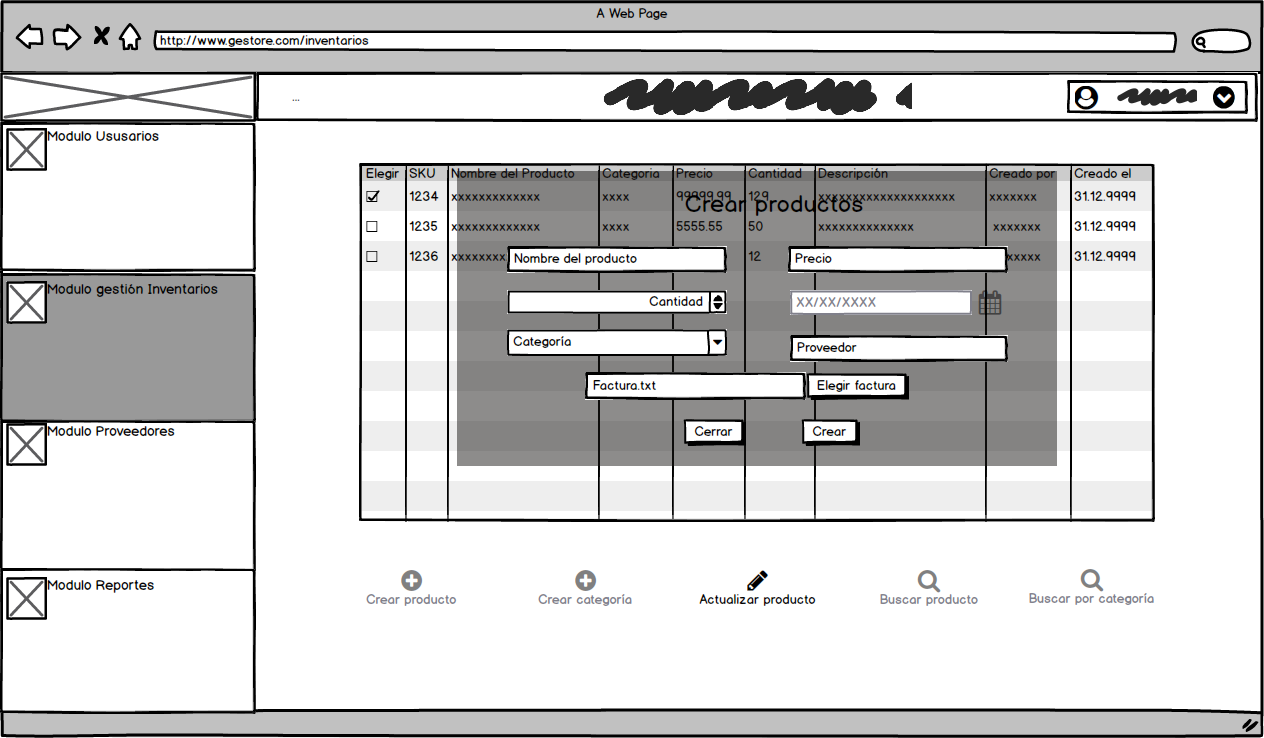 A Web Page
http://www.gestore.com/inventarios
...
Modulo Ususarios
Modulo gestión Inventarios
Modulo Proveedores
Modulo Reportes
Elegir SKU Nombre del Producto Categoria Precio Cantidad Descripción Creado por Creado el
1234 xxxxxxxxxxxxx xxxx 99999.99 129 xxxxxxxxxxxxxxxxxxxx xxxxxxx 31.12.9999
Crear productos
1235 xxxxxxxxxxxxx xxxx 5555.55 50 xxxxxxxxxxxxxx xxxxxxx 31.12.9999
1236 xxxxxxxx 12 xxxxx 31.12.9999
Nombre del producto Precio
Cantidad XX/XX/XXXX
Categoría Proveedor
Factura.txt Elegir factura
Cerrar Crear
Crear producto Crear categoría Actualizar producto Buscar producto Buscar por categoría